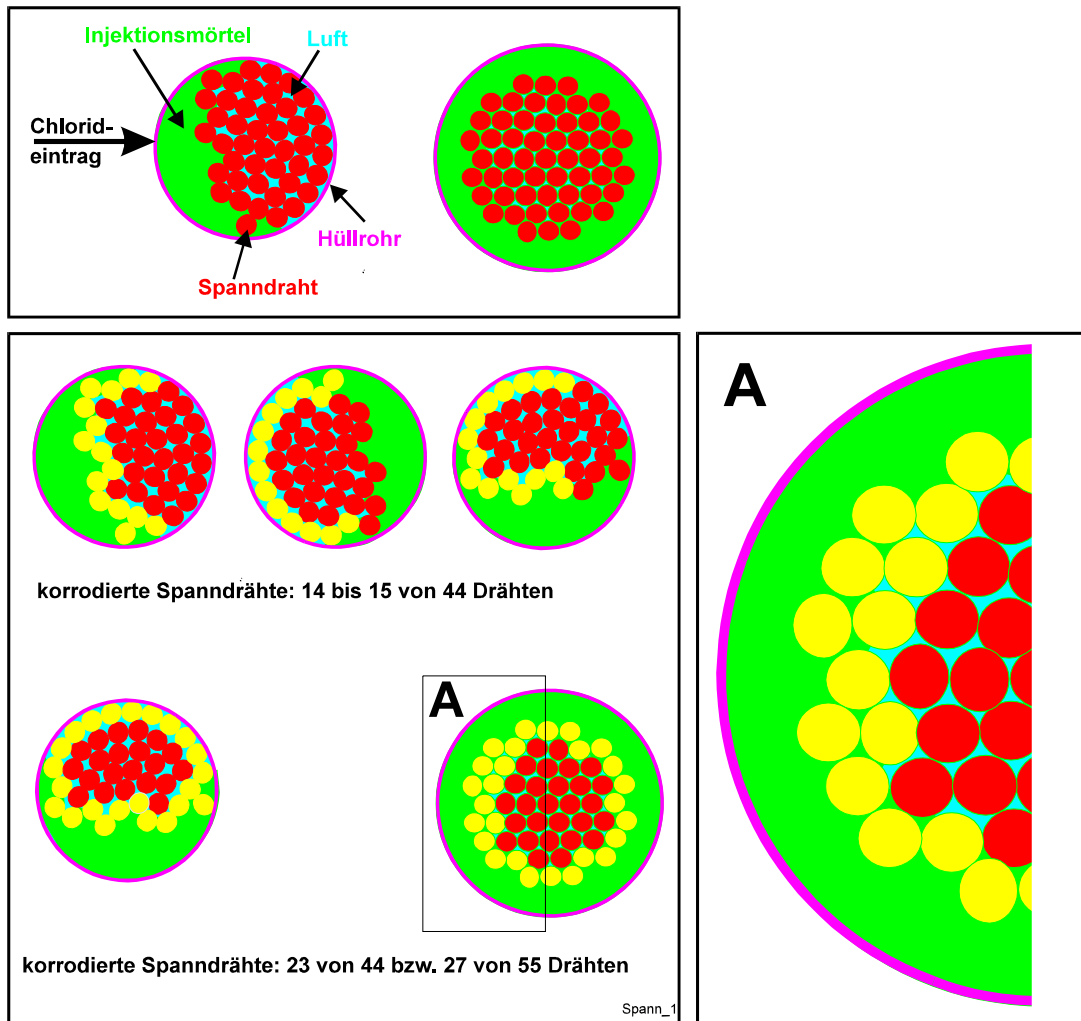 Injektionsmörtel
Luft
Chlorid-
eintrag
Hüllrohr
Spanndraht
korrodierte Spanndrähte: 14 bis 15 von 44 Drähten
A
korrodierte Spanndrähte: 23 von 44 bzw. 27 von 55 Drähten
Spann_1
A